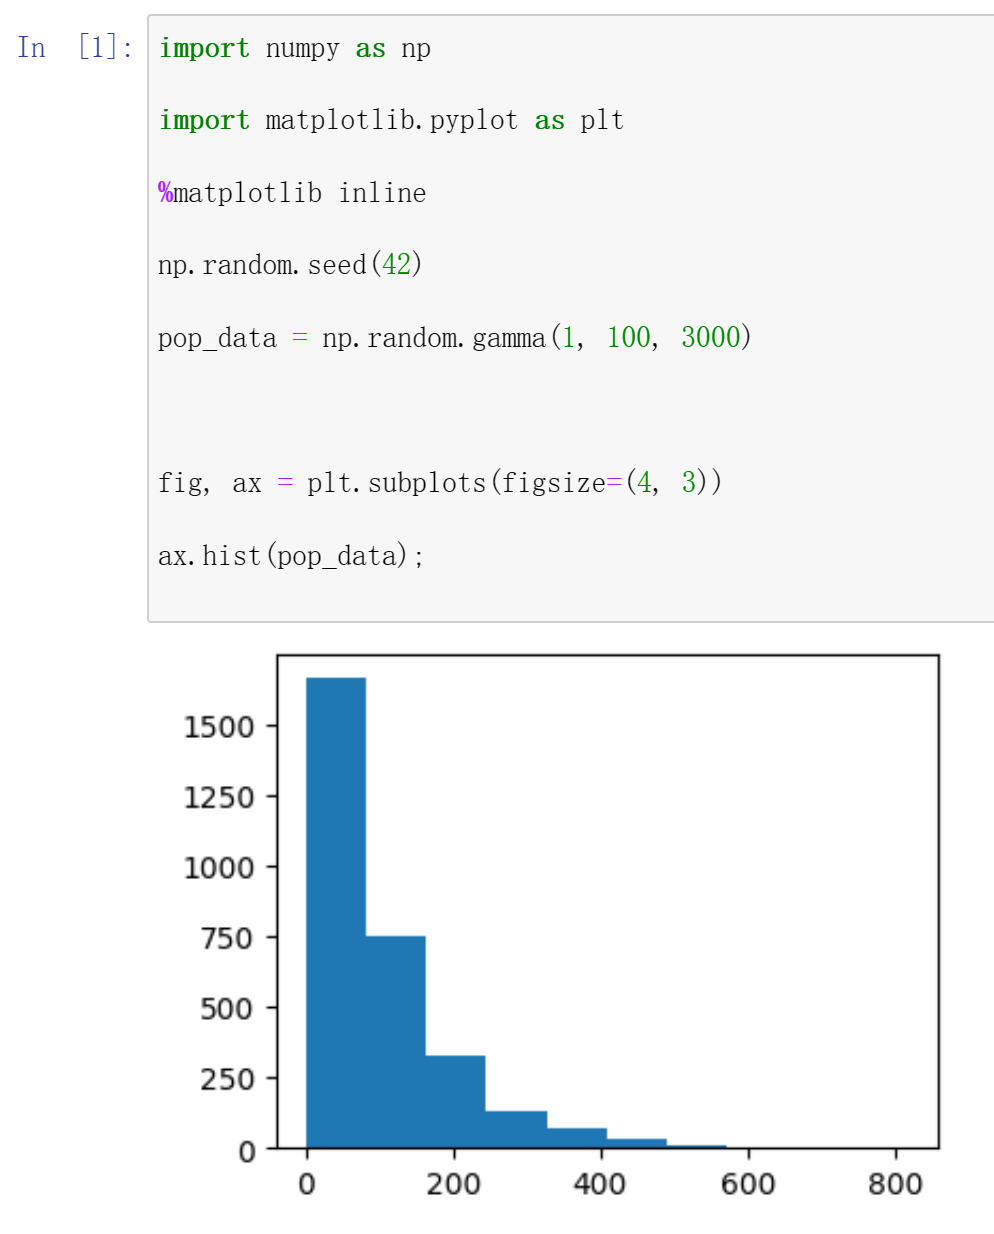 In [1]:
import numpy as np
import matplotlib.pyplot as plt
%matplotlib inline
np.random.seed(42)
pop_data = np.random.gamma(1, 100, 3000)
fig, ax = plt.subplots(figsize=(4, 3))
ax.hist(pop_data);
1500
1250
1000
750
500
250
0
0 200 400 600 800